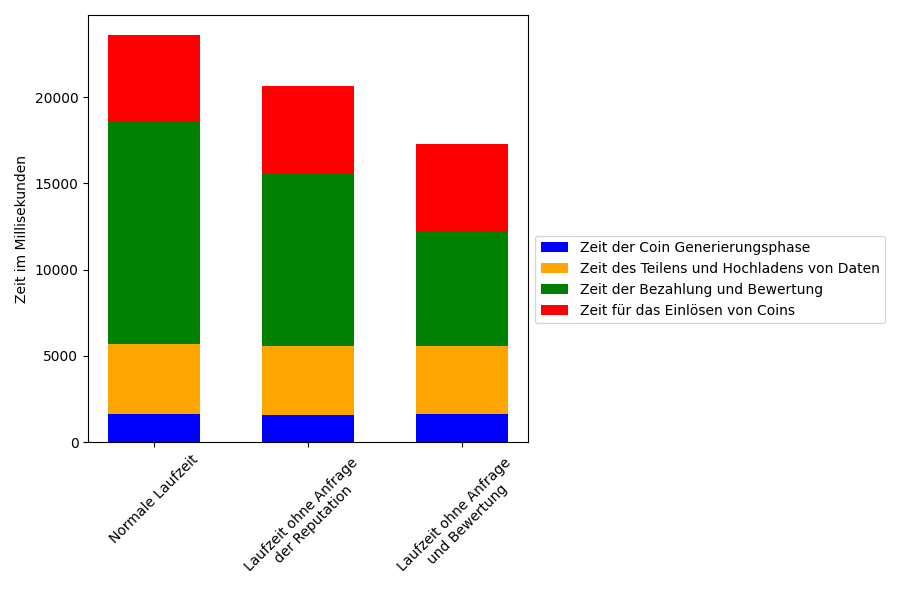 Zeit im Millisekunden
20000
15000
10000
5000
0
Normale Laufzeit
Laufzeit ohne Anfrage
der Reputation
Laufzeit ohne Anfrage
und Bewertung
Zeit der Coin Generierungsphase
Zeit des Teilens und Hochladens von Daten
Zeit der Bezahlung und Bewertung
Zeit für das Einlösen von Coins